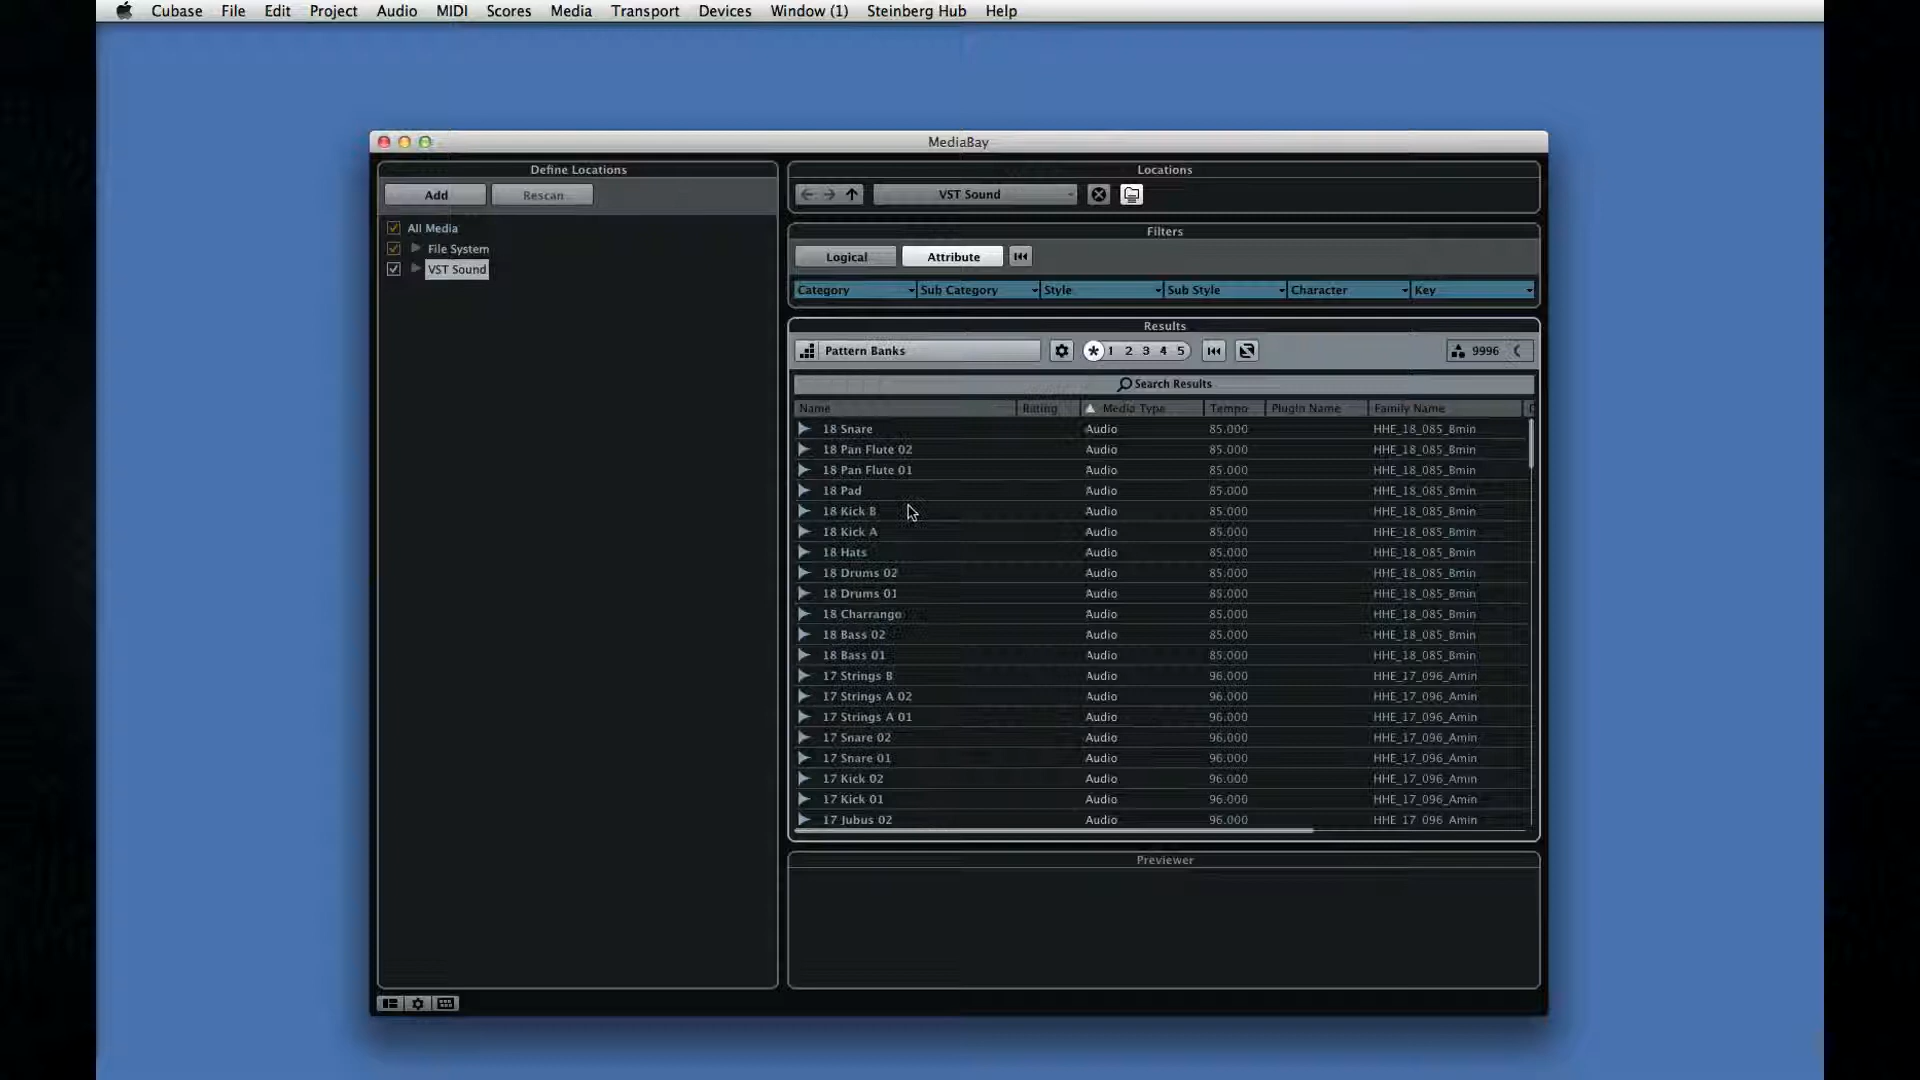 Cubase File Edit Project Audio MIDI Scores Media Transport Devices Window (1) Steinberg Hub Help
MediaBay
Define Locations
Add Rescan
All Media
File System
VST Sound
Locations
VST Sound
Filters
Logical Attribute
Category Sub Category Style Sub Style Character Key
Results
Pattern Banks 1 2 3 4 5 9996
Search Results
Name Rating Media Type Tempo PlugIn Name Family Name
18 Snare Audio 85.000 HHE_18_085_Bmin
18 Pan Flute 02 Audio 85.000 HHE_18_085_Bmin
18 Pan Flute 01 Audio 85.000 HHE_18_085_Bmin
18 Pad Audio 85.000 HHE_18_085_Bmin
18 Kick B Audio 85.000 HHE_18_085_Bmin
18 Kick A Audio 85.000 HHE_18_085_Bmin
18 Hats Audio 85.000 HHE_18_085_Bmin
18 Drums 02 Audio 85.000 HHE_18_085_Bmin
18 Drums 01 Audio 85.000 HHE_18_085_Bmin
18 Charrango Audio 85.000 HHE_18_085_Bmin
18 Bass 02 Audio 85.000 HHE_18_085_Bmin
18 Bass 01 Audio 85.000 HHE_18_085_Bmin
17 Strings B Audio 96.000 HHE_17_096_Amin
17 Strings A 02 Audio 96.000 HHE_17_096_Amin
17 Strings A 01 Audio 96.000 HHE_17_096_Amin
17 Snare 02 Audio 96.000 HHE_17_096_Amin
17 Snare 01 Audio 96.000 HHE_17_096_Amin
17 Kick 02 Audio 96.000 HHE_17_096_Amin
17 Kick 01 Audio 96.000 HHE_17_096_Amin
17 Jubus 02 Audio 96.000 HHE_17_096_Amin
Previewer